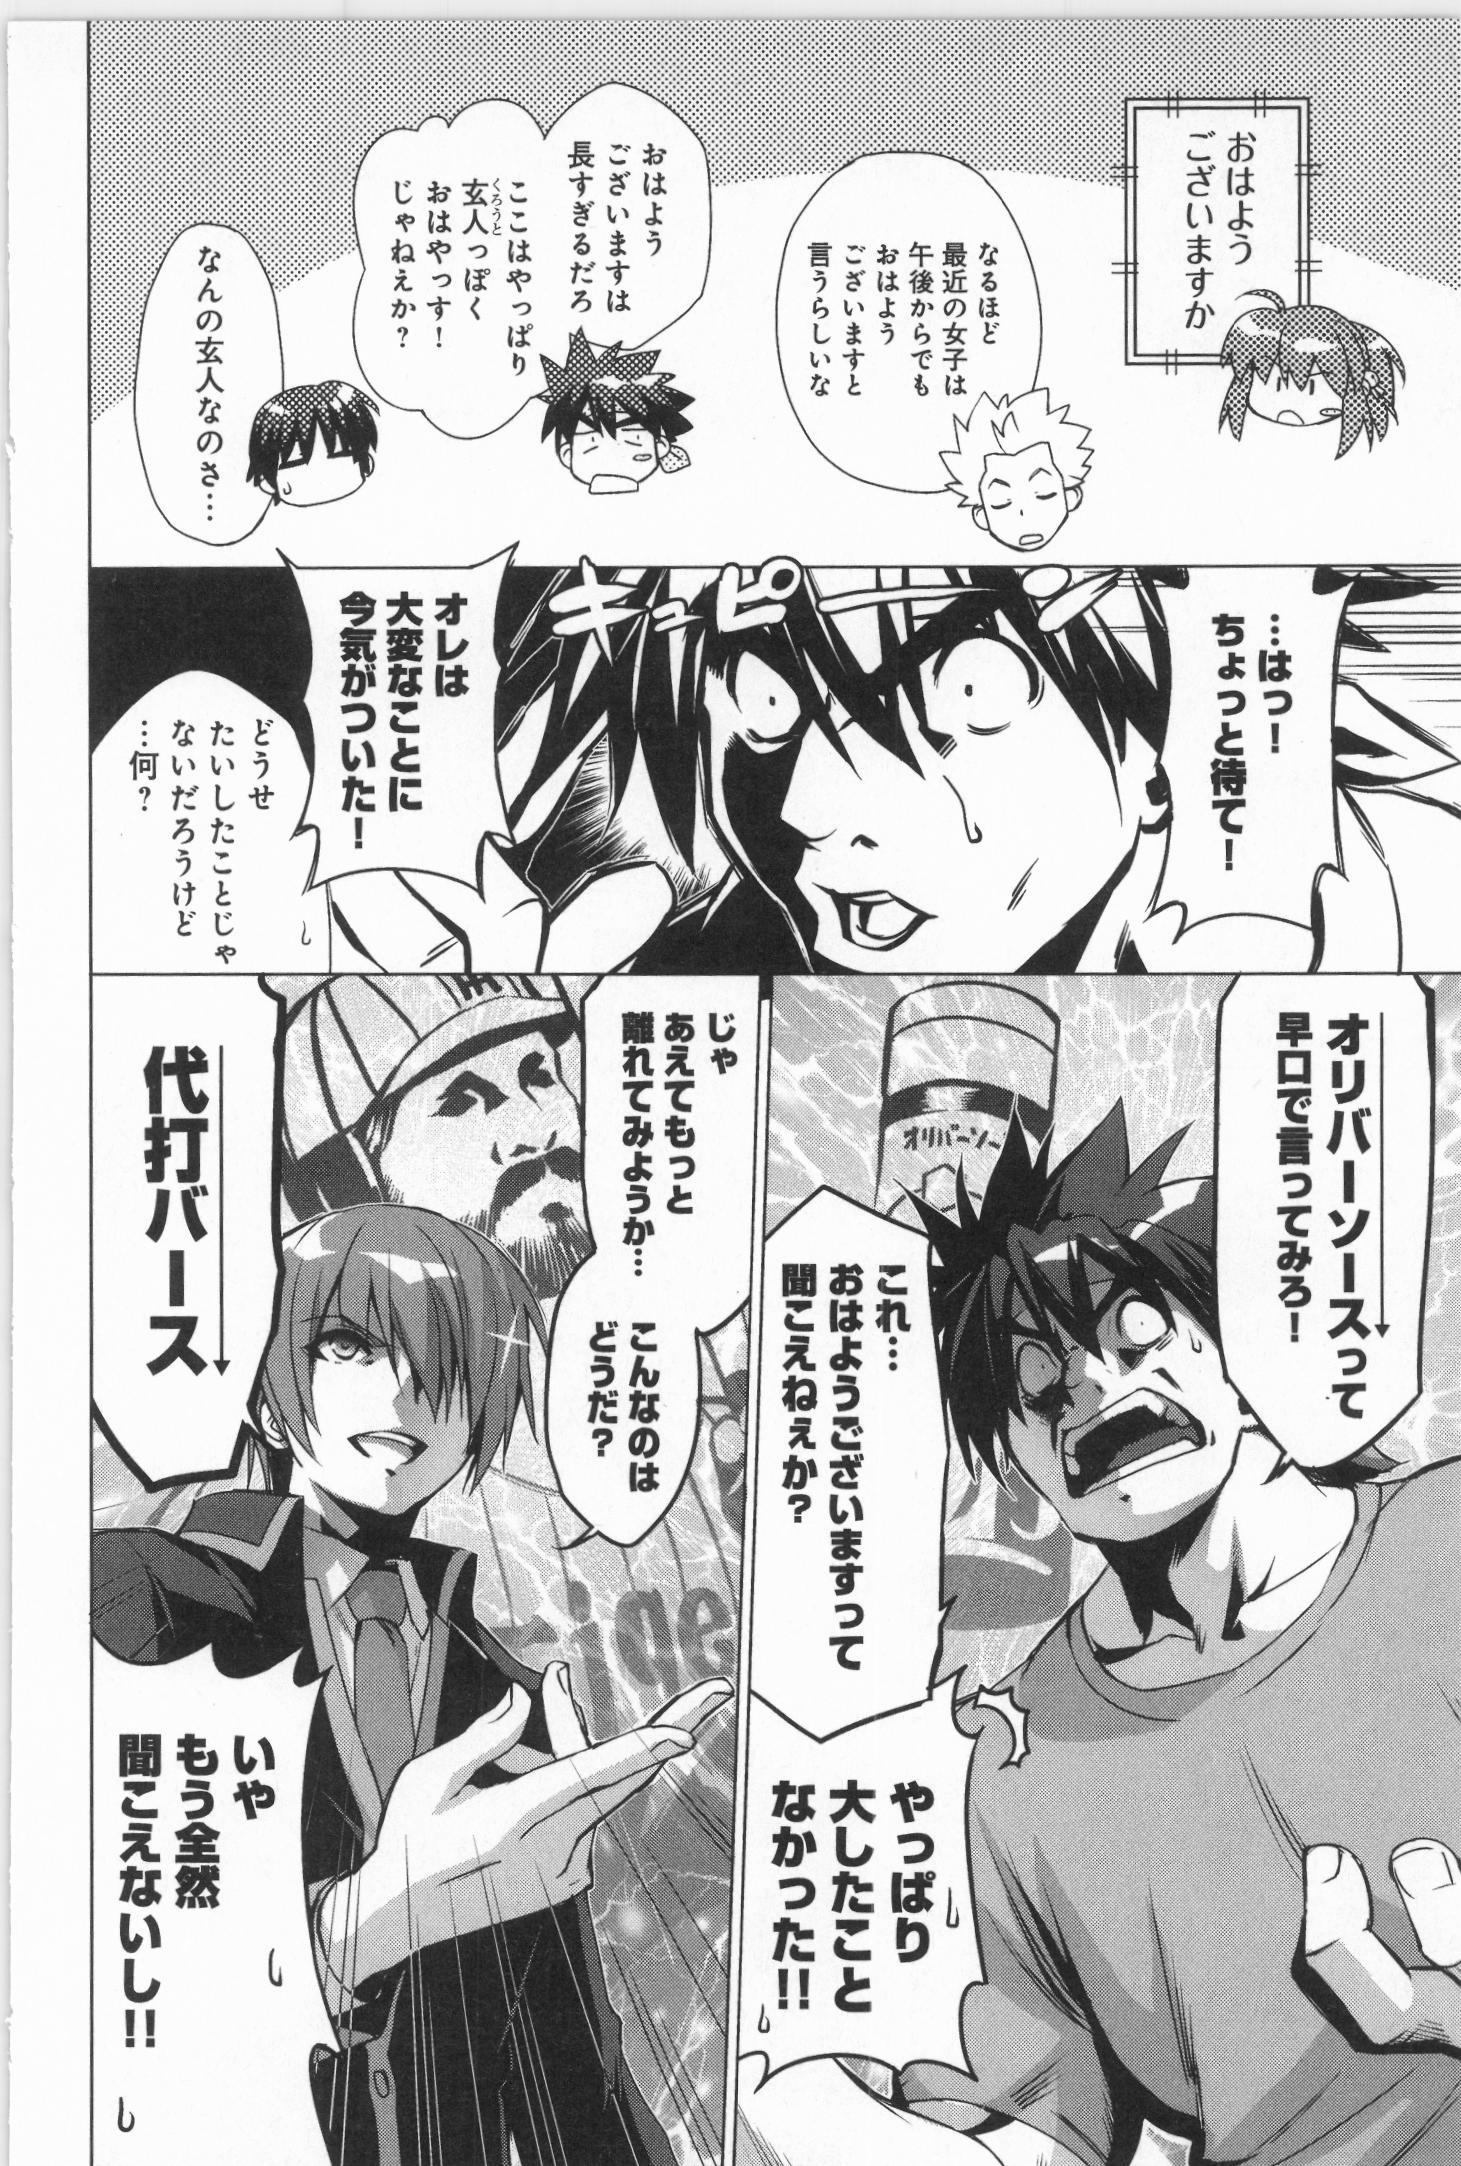 おはよう
ございますか
なるほど
最近の女子は
午後からでも
おはよう
ございますと
言うらしいな
おはよう
ございますは
長すぎるだろ
ここはやっぱり
玄人っぽく
くろうと
おはやっす!
じゃねえか?
なんの玄人なのさ…
…はっ!
ちょっと待て!
キュピーーン
オレは
大変なことに
今気がついた!
どうせ
たいしたことじゃ
ないだろうけど
…何?
オリバーソースって
早口で言ってみろ!
オリバーソー
これ…
おはようございますって
聞こえねぇか?
やっぱり
大したこと
なかった!!
じゃ
あえてもっと
離れてみようか…
こんなのは
どうだ?
代打バース
いや
もう全然
聞こえないし!!